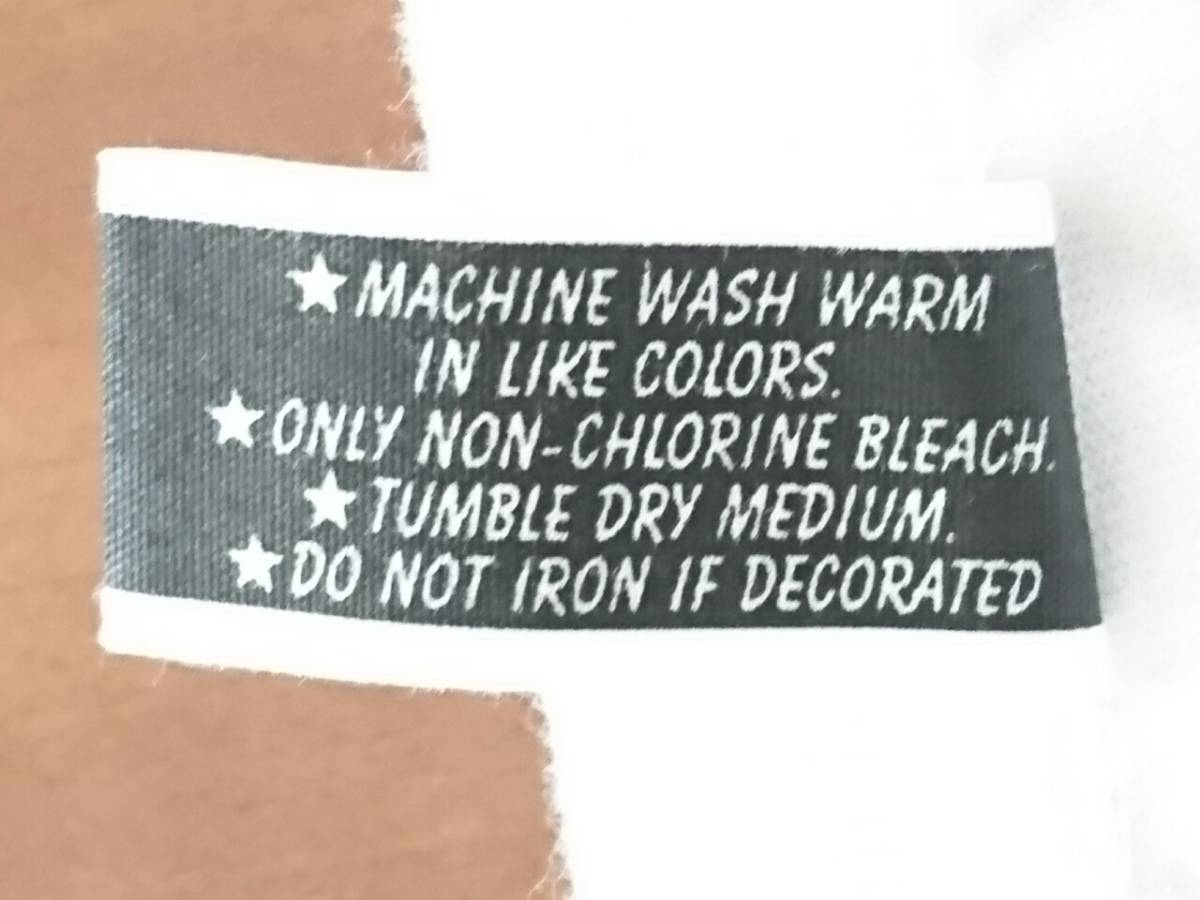 ★MACHINE WASH WARM
IN LIKE COLORS.
★ONLY NON-CHLORINE BLEACH.
★TUMBLE DRY MEDIUM.
★DO NOT IRON IF DECORATED